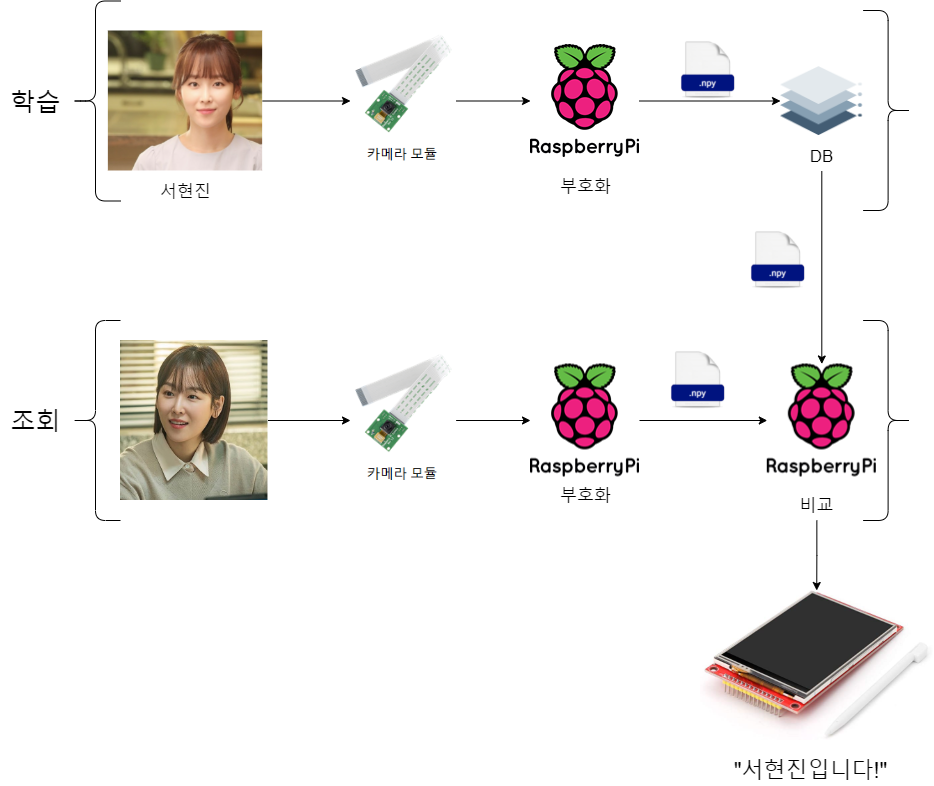 학습
서현진
카메라 모듈
RaspberryPi
부호화
.npy
DB
.npy
조회
카메라 모듈
RaspberryPi
부호화
.npy
RaspberryPi
비교
"서현진입니다!"